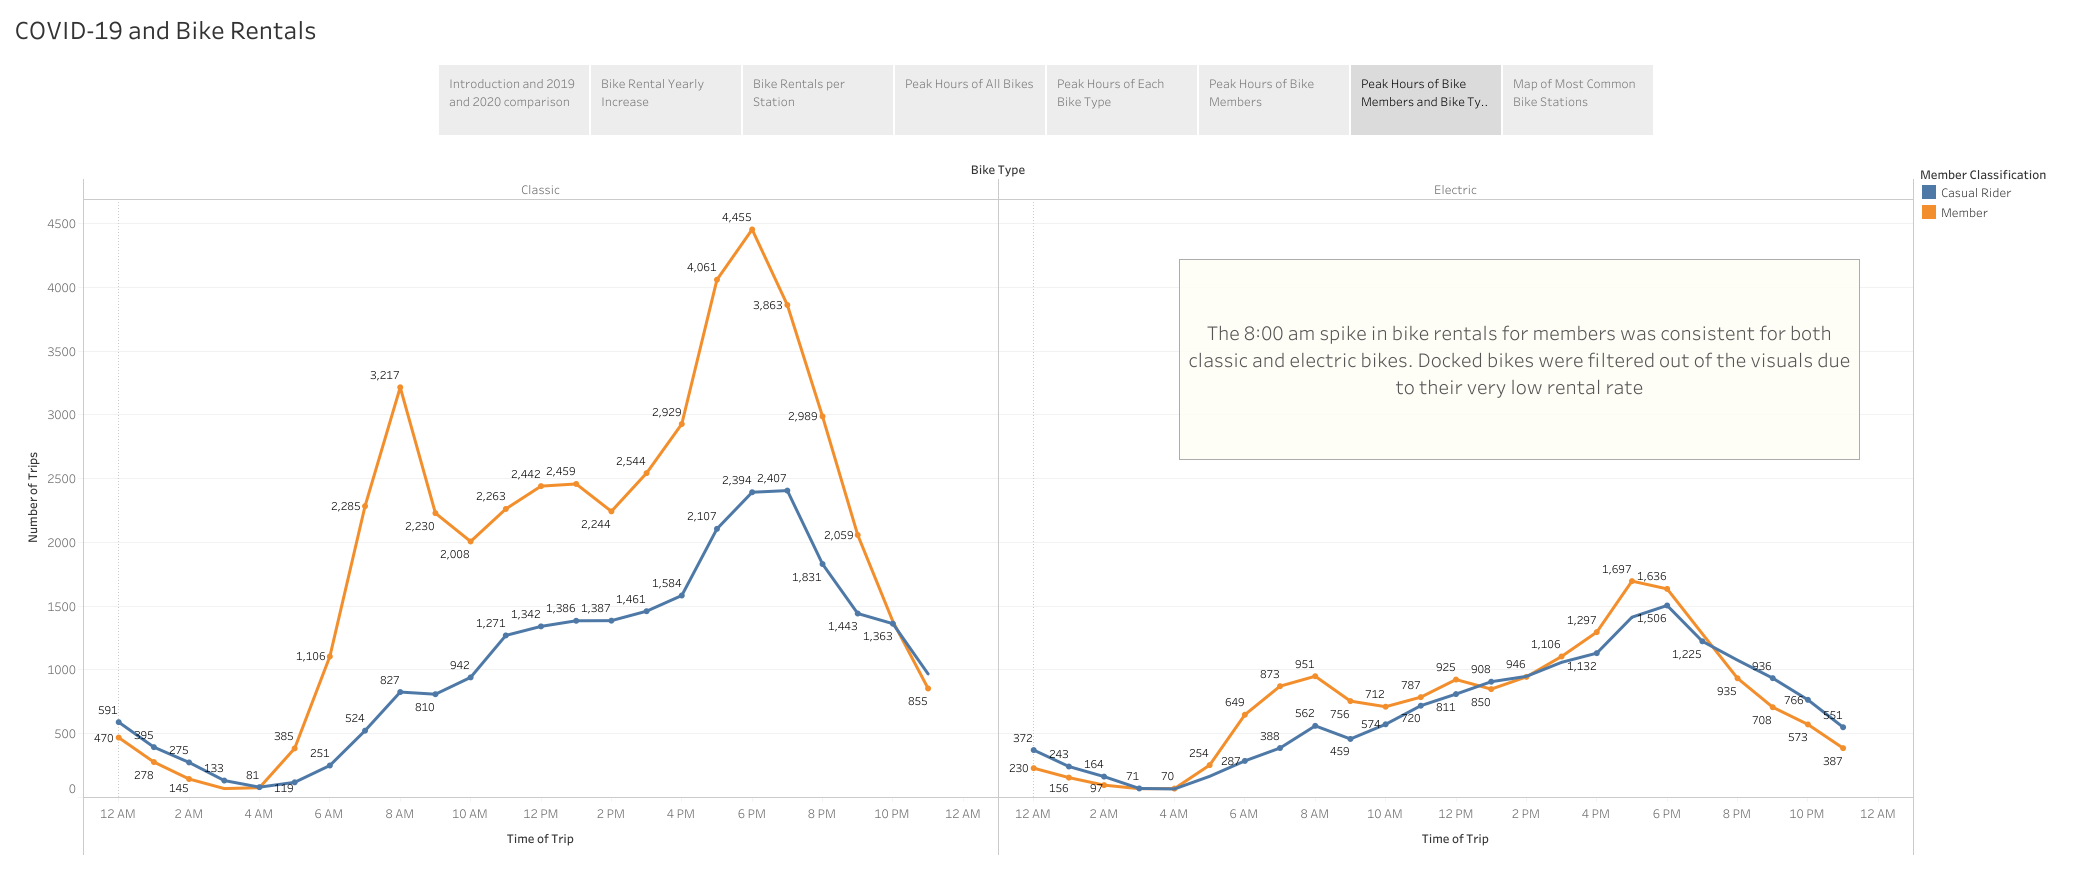 COVID-19 and Bike Rentals
Introduction and 2019
and 2020 comparison
Bike Rental Yearly
Increase
Bike Rentals per
Station
Peak Hours of All Bikes
Peak Hours of Each
Bike Type
Peak Hours of Bike
Members
Peak Hours of Bike
Members and Bike Ty..
Map of Most Common
Bike Stations
Bike Type
Classic
Electric
Member Classification
Casual Rider
Member
Number of Trips
4500
4000
3500
3000
2500
2000
1500
1000
500
0
591
395
275
133
81
119
251
524
827
810
942
1,271
1,342
1,386
1,387
1,461
1,584
2,107
2,394
2,407
1,831
1,443
1,363
470
278
145
385
1,106
2,285
3,217
2,230
2,008
2,263
2,442
2,459
2,244
2,544
2,929
4,061
4,455
3,863
2,989
2,059
855
The 8:00 am spike in bike rentals for members was consistent for both
classic and electric bikes. Docked bikes were filtered out of the visuals due
to their very low rental rate
372
243
164
71
70
287
388
562
459
574
720
811
908
946
1,132
1,506
1,225
936
766
551
230
156
97
254
649
873
951
756
712
787
925
850
1,106
1,297
1,697
1,636
935
708
573
387
12 AM
2 AM
4 AM
6 AM
8 AM
10 AM
12 PM
2 PM
4 PM
6 PM
8 PM
10 PM
12 AM
12 AM
2 AM
4 AM
6 AM
8 AM
10 AM
12 PM
2 PM
4 PM
6 PM
8 PM
10 PM
12 AM
Time of Trip
Time of Trip